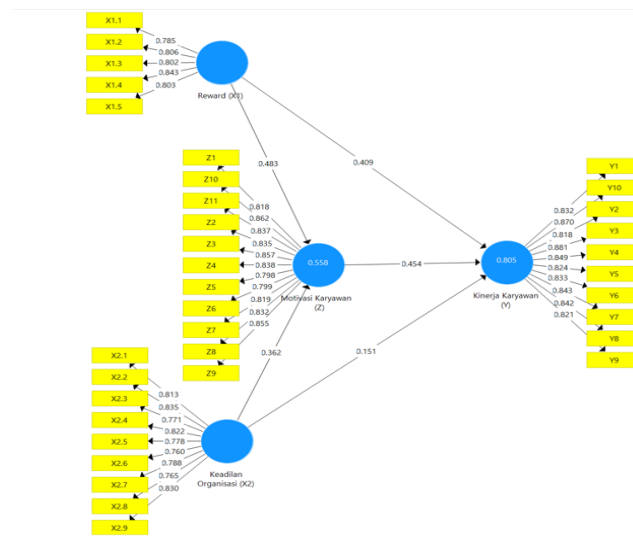 X1.1
X1.2
X1.3
X1.4
X1.5
0.785
0.806
0.802
0.843
0.803
Reward (X1)
0.483
0.409
Z1
Z10
Z11
Z2
Z3
Z4
Z5
Z6
Z7
Z8
Z9
0.818
0.862
0.837
0.835
0.857
0.838
0.798
0.799
0.819
0.832
0.855
0.558
Motivasi Karyawan
(Z)
0.454
0.805
Kinerja Karyawan
(Y)
0.832
0.870
0.818
0.881
0.849
0.824
0.833
0.843
0.842
0.821
Y1
Y10
Y2
Y3
Y4
Y5
Y6
Y7
Y8
Y9
0.362
0.151
X2.1
X2.2
X2.3
X2.4
X2.5
X2.6
X2.7
X2.8
X2.9
0.813
0.835
0.771
0.822
0.778
0.760
0.788
0.765
0.830
Keadilan
Organisasi (X2)